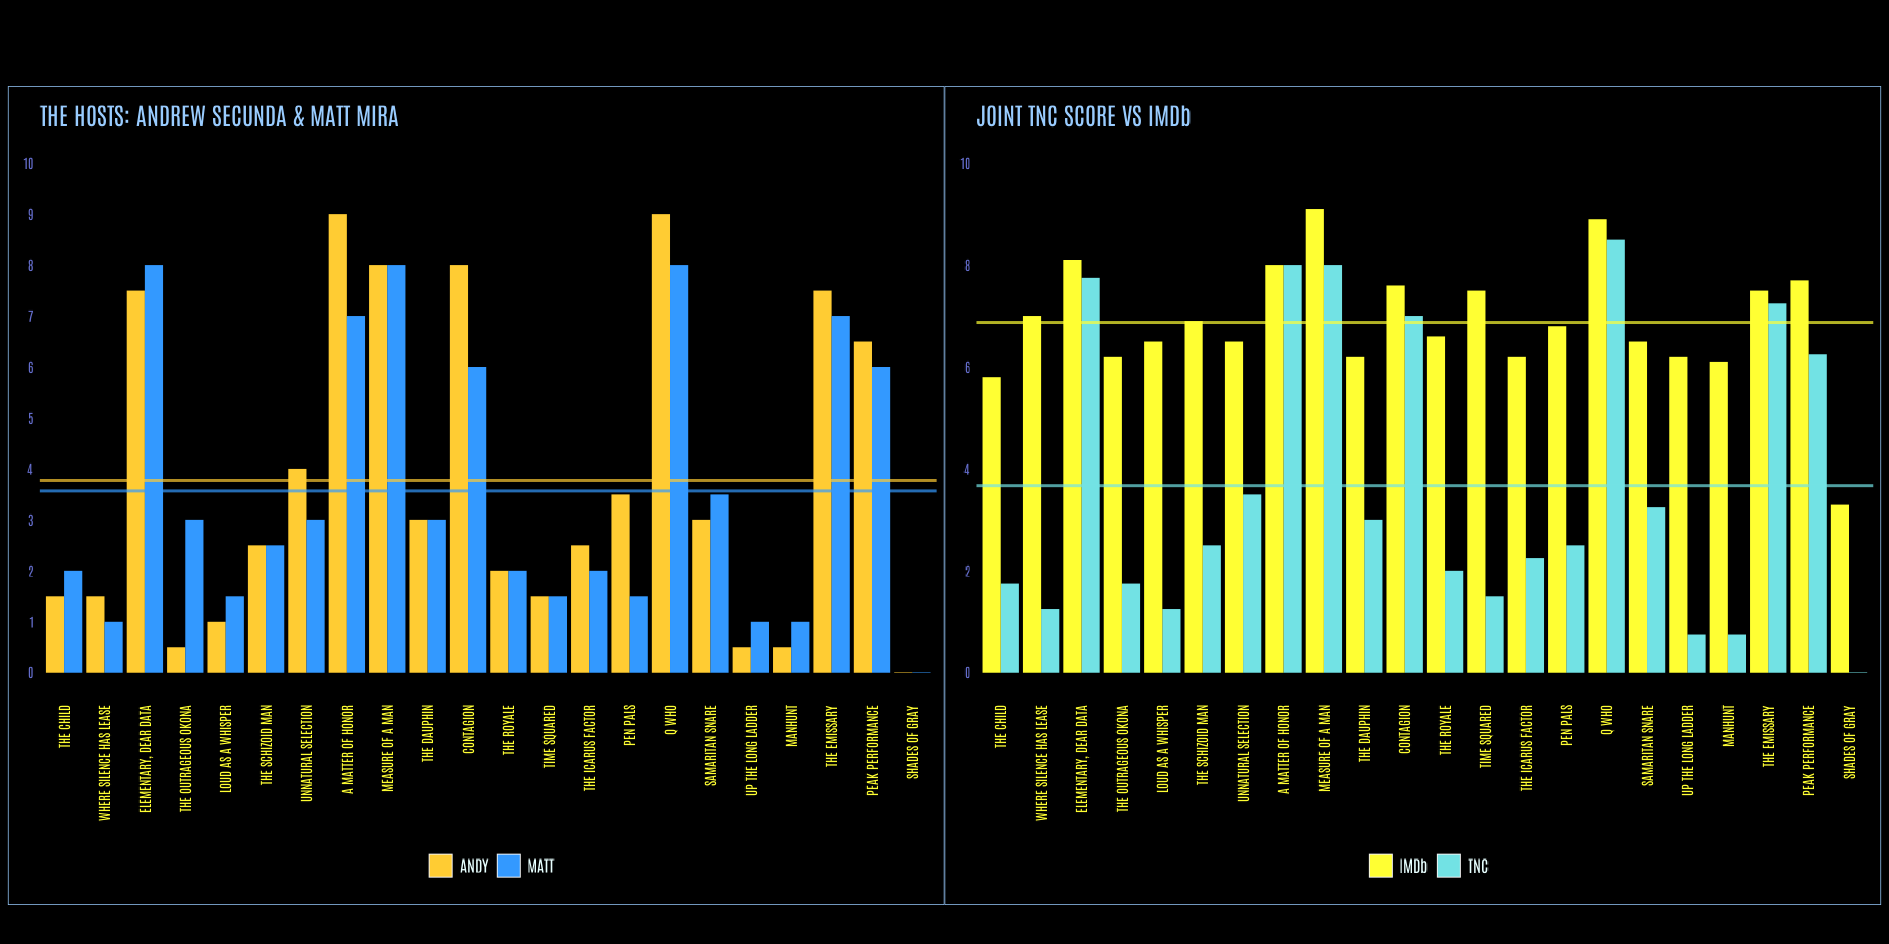 THE HOSTS: ANDREW SECUNDA & MATT MIRA
10
9
8
7
6
5
4
3
2
1
0
THE CHILD
WHERE SILENCE HAS LEASE
ELEMENTARY, DEAR DATA
THE OUTRAGEOUS OKONA
LOUD AS A WHISPER
THE SCHIZOID MAN
UNNATURAL SELECTION
A MATTER OF HONOR
MEASURE OF A MAN
THE DAUPHIN
CONTAGION
THE ROYALE
TIME SQUARED
THE ICARUS FACTOR
PEN PALS
Q WHO
SAMARITAN SNARE
UP THE LONG LADDER
MANHUNT
THE EMISSARY
PEAK PERFORMANCE
SHADES OF GRAY
ANDY
MATT
JOINT TNC SCORE VS IMDb
10
8
6
4
2
0
THE CHILD
WHERE SILENCE HAS LEASE
ELEMENTARY, DEAR DATA
THE OUTRAGEOUS OKONA
LOUD AS A WHISPER
THE SCHIZOID MAN
UNNATURAL SELECTION
A MATTER OF HONOR
MEASURE OF A MAN
THE DAUPHIN
CONTAGION
THE ROYALE
TIME SQUARED
THE ICARUS FACTOR
PEN PALS
Q WHO
SAMARITAN SNARE
UP THE LONG LADDER
MANHUNT
THE EMISSARY
PEAK PERFORMANCE
SHADES OF GRAY
IMDb
TNC